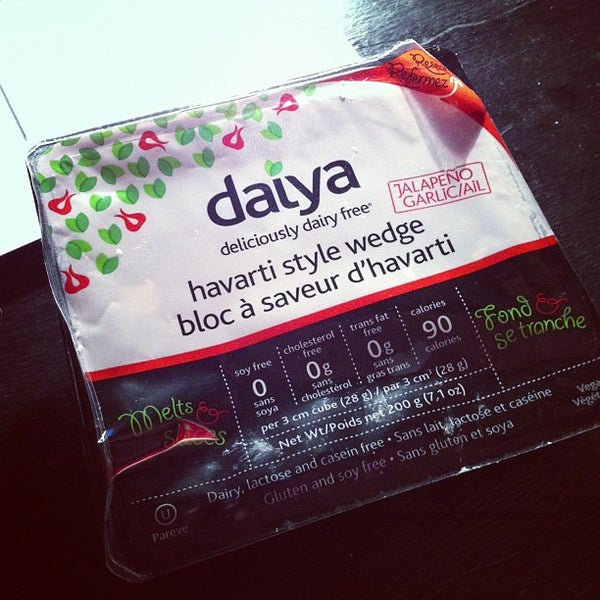 Refermez
daiya
deliciously dairy free®
JALAPEÑO
GARLIC/AIL
havarti style wedge
bloc à saveur d'havarti
soy free
0
sans
soya
cholesterol
free
0g
sans
cholestérol
trans fat
free
0g
sans
gras trans
calories
90
calories
Melts &
Fond &
se tranche
per 3 cm cube (28 g) / par 3 cm³ (28 g)
Net Wt/Poids net 200 g (7.1 oz)
Dairy, lactose and casein free • Sans lait, lactose et caséine
Gluten and soy free • Sans gluten et soya
U
Pareve